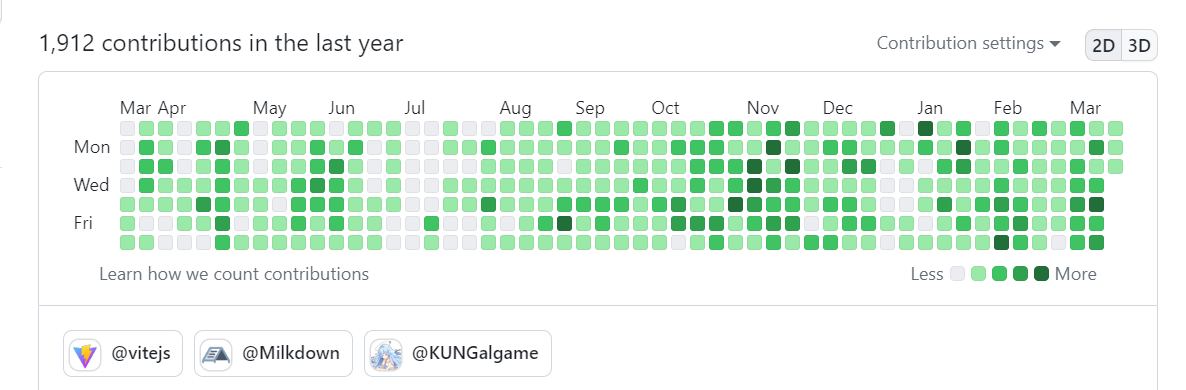 1,912 contributions in the last year
Contribution settings 2D 3D
Mar Apr May Jun Jul Aug Sep Oct Nov Dec Jan Feb Mar
Mon
Wed
Fri
Learn how we count contributions
Less More
@vitejs @Milkdown @KUNGalgame